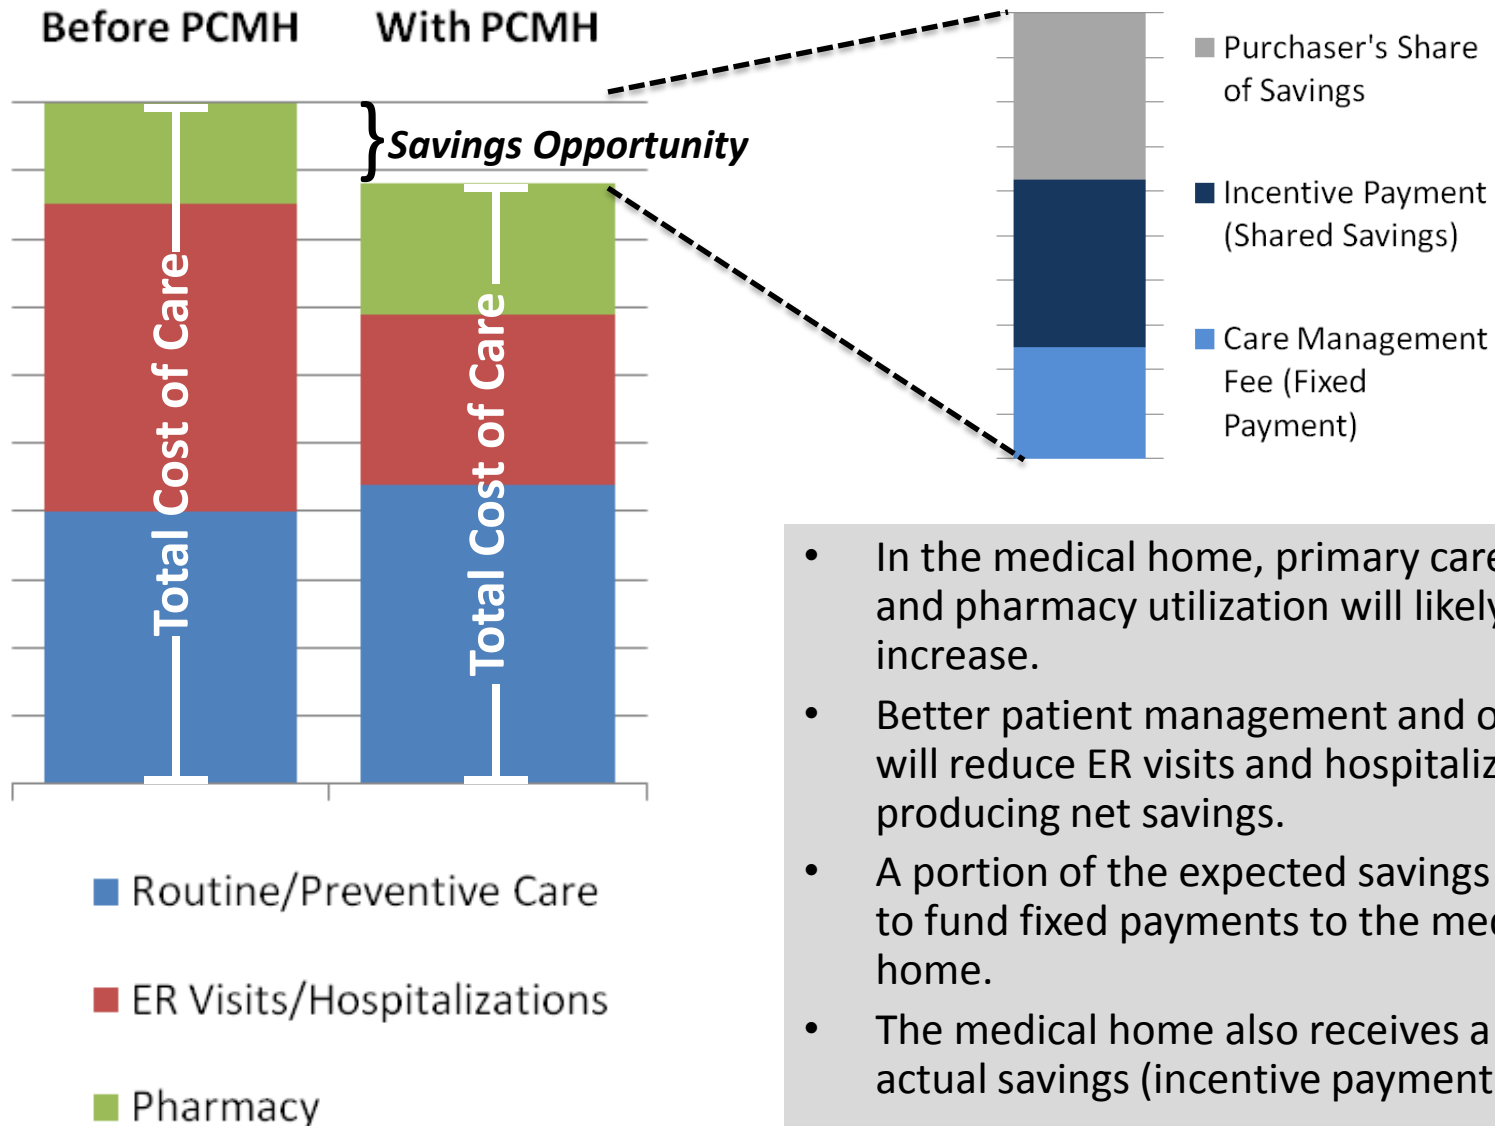 Before PCMH
With PCMH
Savings Opportunity
Total Cost of Care
Total Cost of Care
Routine/Preventive Care
ER Visits/Hospitalizations
Pharmacy
Purchaser's Share
of Savings
Incentive Payment
(Shared Savings)
Care Management
Fee (Fixed
Payment)
• In the medical home, primary care
and pharmacy utilization will likely
increase.
• Better patient management and
will reduce ER visits and
producing net savings.
• A portion of the expected savings
to fund fixed payments to the
home.
• The medical home also receives a
actual savings (incentive payment